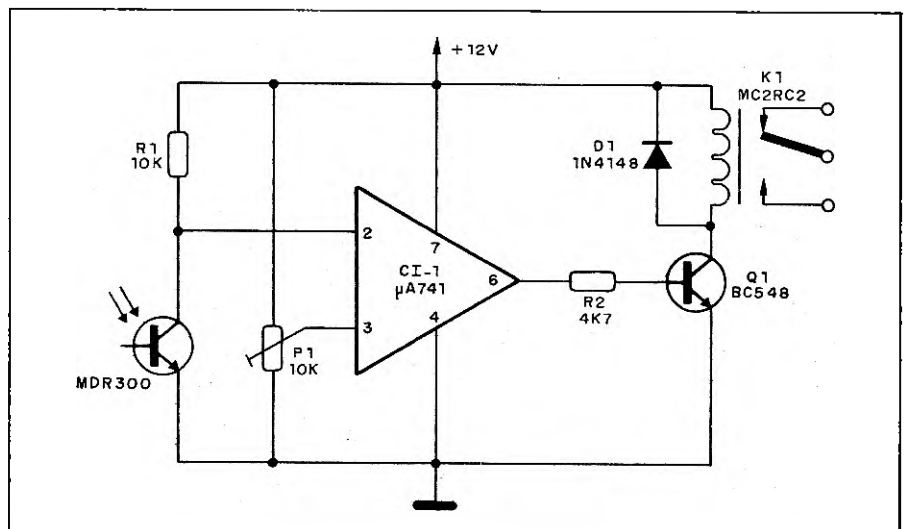 +12V
K1
MC2RC2
R1
10K
D1
1N4148
2
7
CI-1
µA741
6
Q1
BC548
R2
4K7
3
4
P1
10K
MDR300